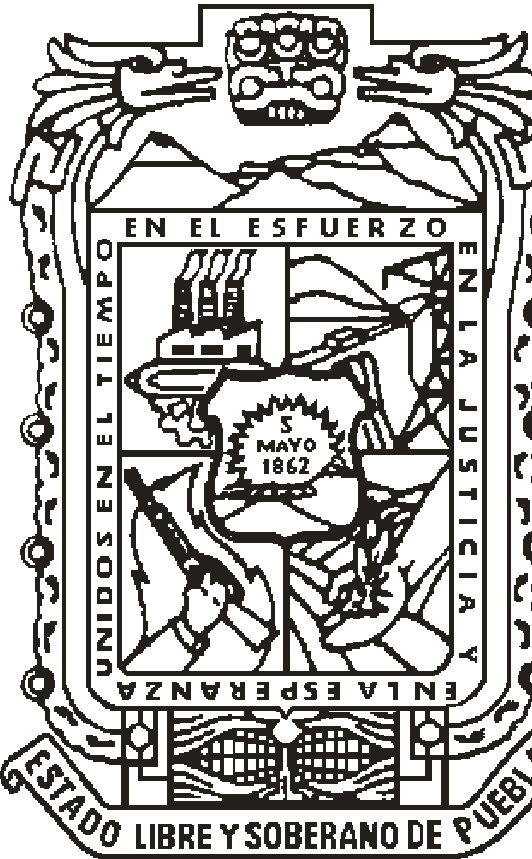 UNIDOS EN EL TIEMPO
EN EL ESFUERZO
EN LA JUSTICIA Y
EN LA ESPERANZA
5
MAYO
1862
ESTADO LIBRE Y SOBERANO DE PUEBL